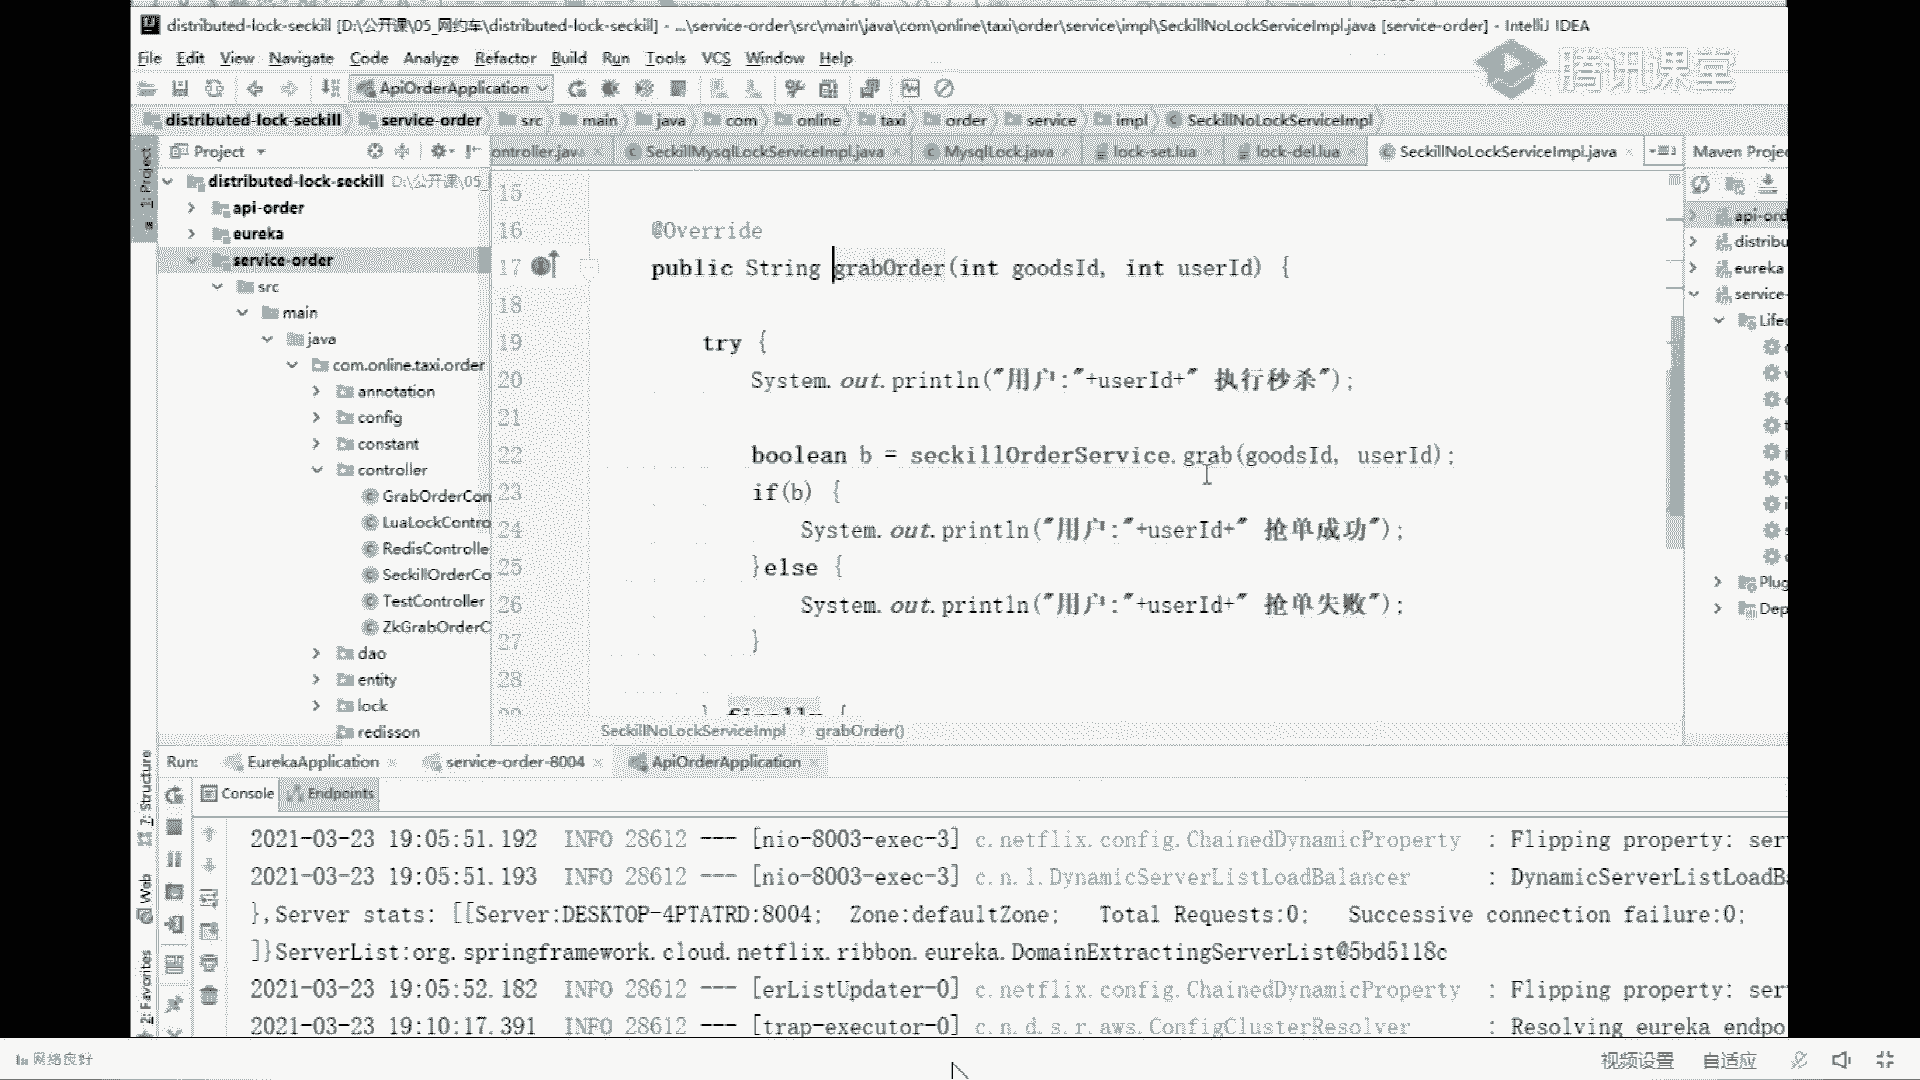 distributed-lock-seckill [D:\公开课\05_网约车\distributed-lock-seckill] - ...\service-order\src\main\java\com\online\taxi\order\service\impl\SeckillNoLockServiceImpl.java [service-order] - IntelliJ IDEA
File Edit View Navigate Code Analyze Refactor Build Run Tools VCS Window Help
腾讯课堂
ApiOrderApplication
distributed-lock-seckill service-order src main java com online taxi order service impl SeckillNoLockServiceImpl
1: Project
Project
ontroller.java SeckillMysqlLockServiceImpl.java MysqlLock.java lock-set.lua lock-del.lua SeckillNoLockServiceImpl.java
Maven Projec
distributed-lock-seckill D:\公开课\05_
api-order
eureka
service-order
src
main
java
com.online.taxi.order
annotation
config
constant
controller
GrabOrderCon
LuaLockContro
RedisControlle
SeckillOrderCo
TestController
ZkGrabOrderC
dao
entity
lock
redisson
15
16 @Override
17 public String grabOrder(int goodsId, int userId) {
18
19 try {
20 System.out.println("用户:"+userId+" 执行秒杀");
21
22 boolean b = seckillOrderService.grab(goodsId, userId);
23 if(b) {
24 System.out.println("用户:"+userId+" 抢单成功");
25 }else {
26 System.out.println("用户:"+userId+" 抢单失败");
27 }
28
29 } finally {
SeckillNoLockServiceImpl grabOrder()
api-ord
distribu
eureka
service-
Lifec
Plug
Dep
Run: EurekaApplication service-order-8004 ApiOrderApplication
Console Endpoints
7: Structure
Web
2: Favorites
2021-03-23 19:05:51.192 INFO 28612 --- [nio-8003-exec-3] c.netflix.config.ChainedDynamicProperty : Flipping property: ser
2021-03-23 19:05:51.193 INFO 28612 --- [nio-8003-exec-3] c.n.l.DynamicServerListLoadBalancer : DynamicServerListLoadBa
},Server stats: [[Server:DESKTOP-4PTATRD:8004; Zone:defaultZone; Total Requests:0; Successive connection failure:0;
]}ServerList:org.springframework.cloud.netflix.ribbon.eureka.DomainExtractingServerList@5bd5118c
2021-03-23 19:05:52.182 INFO 28612 --- [erListUpdater-0] c.netflix.config.ChainedDynamicProperty : Flipping property: ser
2021-03-23 19:10:17.391 INFO 28612 --- [trap-executor-0] c.n.d.s.r.aws.ConfigClusterResolver : Resolving eureka endpo
网络良好
视频设置 自适应